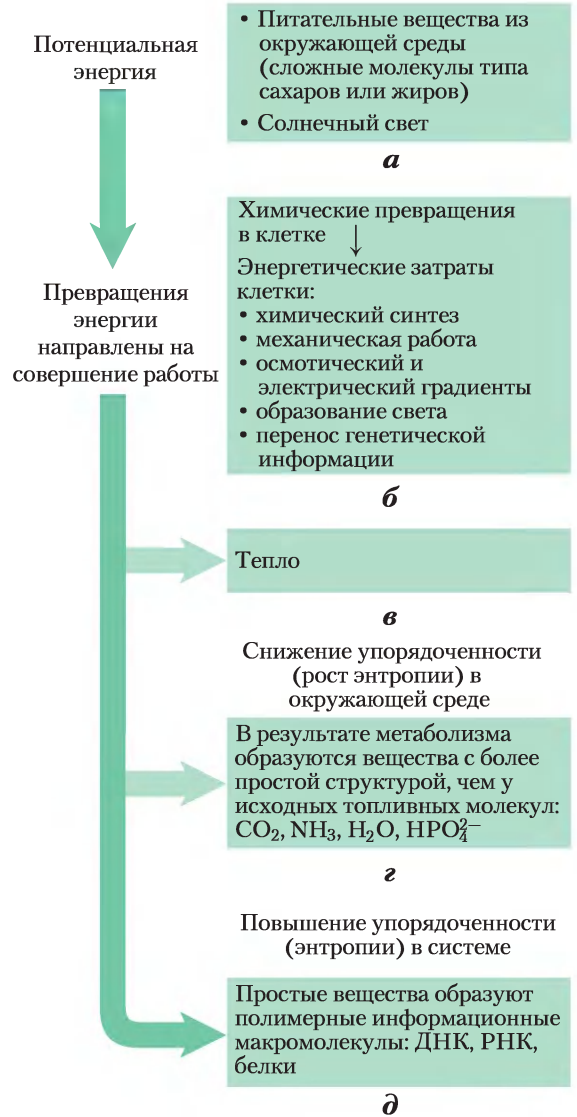 Потенциальная
энергия
• Питательные вещества из
окружающей среды
(сложные молекулы типа
сахаров или жиров)
• Солнечный свет
а
Превращения
энергии
направлены на
совершение работы
Химические превращения
в клетке ↓
Энергетические затраты
клетки:
• химический синтез
• механическая работа
• осмотический и
электрический градиенты
• образование света
• перенос генетической
информации
б
Тепло
в
Снижение упорядоченности
(рост энтропии) в
окружающей среде
В результате метаболизма
образуются вещества с более
простой структурой, чем у
исходных топливных молекул:
CO₂, NH₃, H₂O, HPO₄²⁻
г
Повышение упорядоченности
(энтропии) в системе
Простые вещества образуют
полимерные информационные
макромолекулы: ДНК, РНК,
белки
д